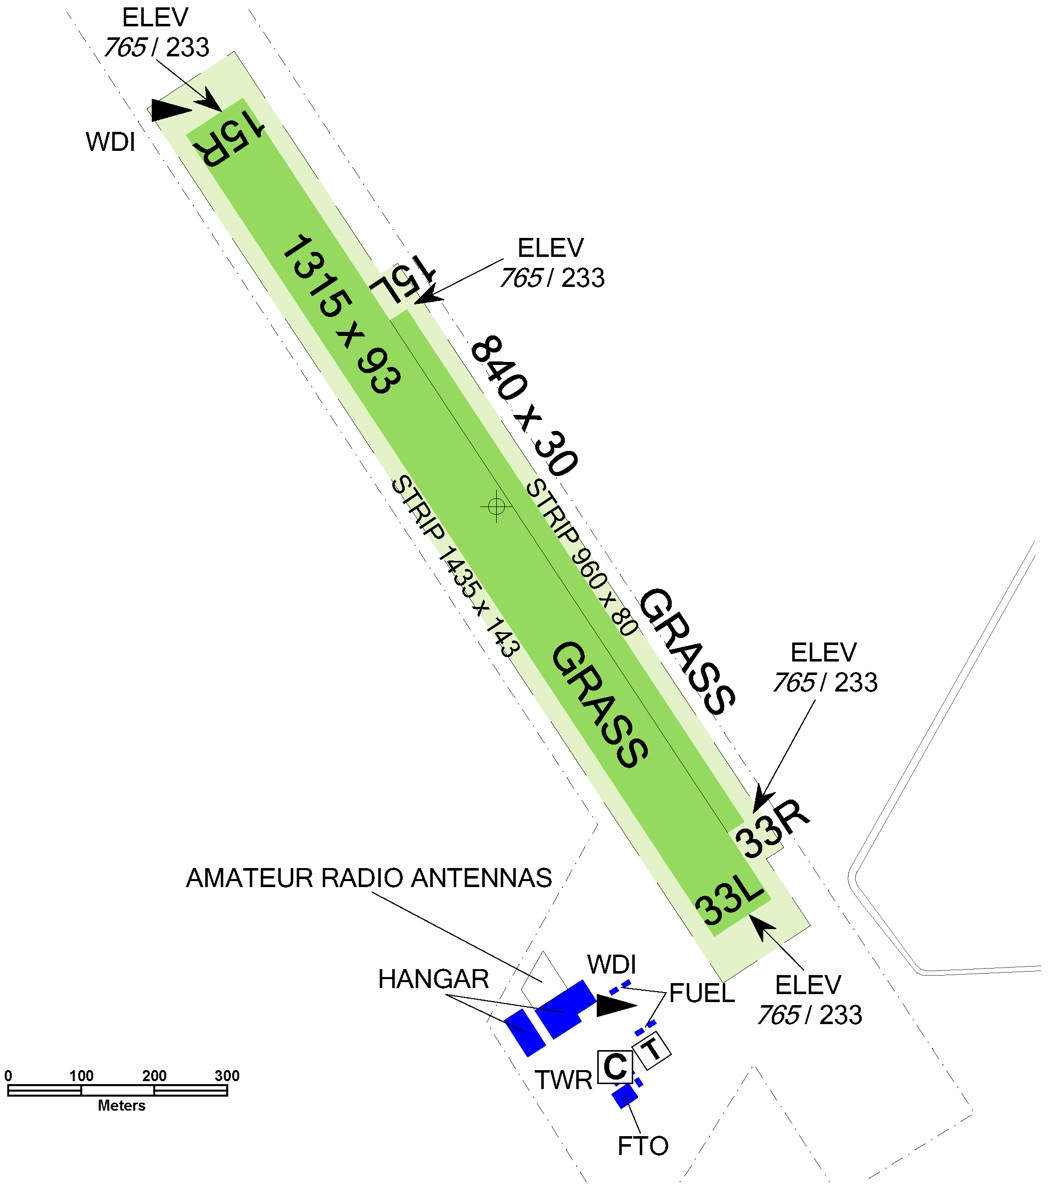 ELEV
765 / 233
WDI
15R
1315 x 93
15L
ELEV
765 / 233
840 x 30
STRIP 1435 x 143
STRIP 960 x 80
GRASS
GRASS
ELEV
765 / 233
33R
33L
AMATEUR RADIO ANTENNAS
HANGAR
WDI
FUEL
ELEV
765 / 233
T
C
TWR
FTO
0 100 200 300
Meters